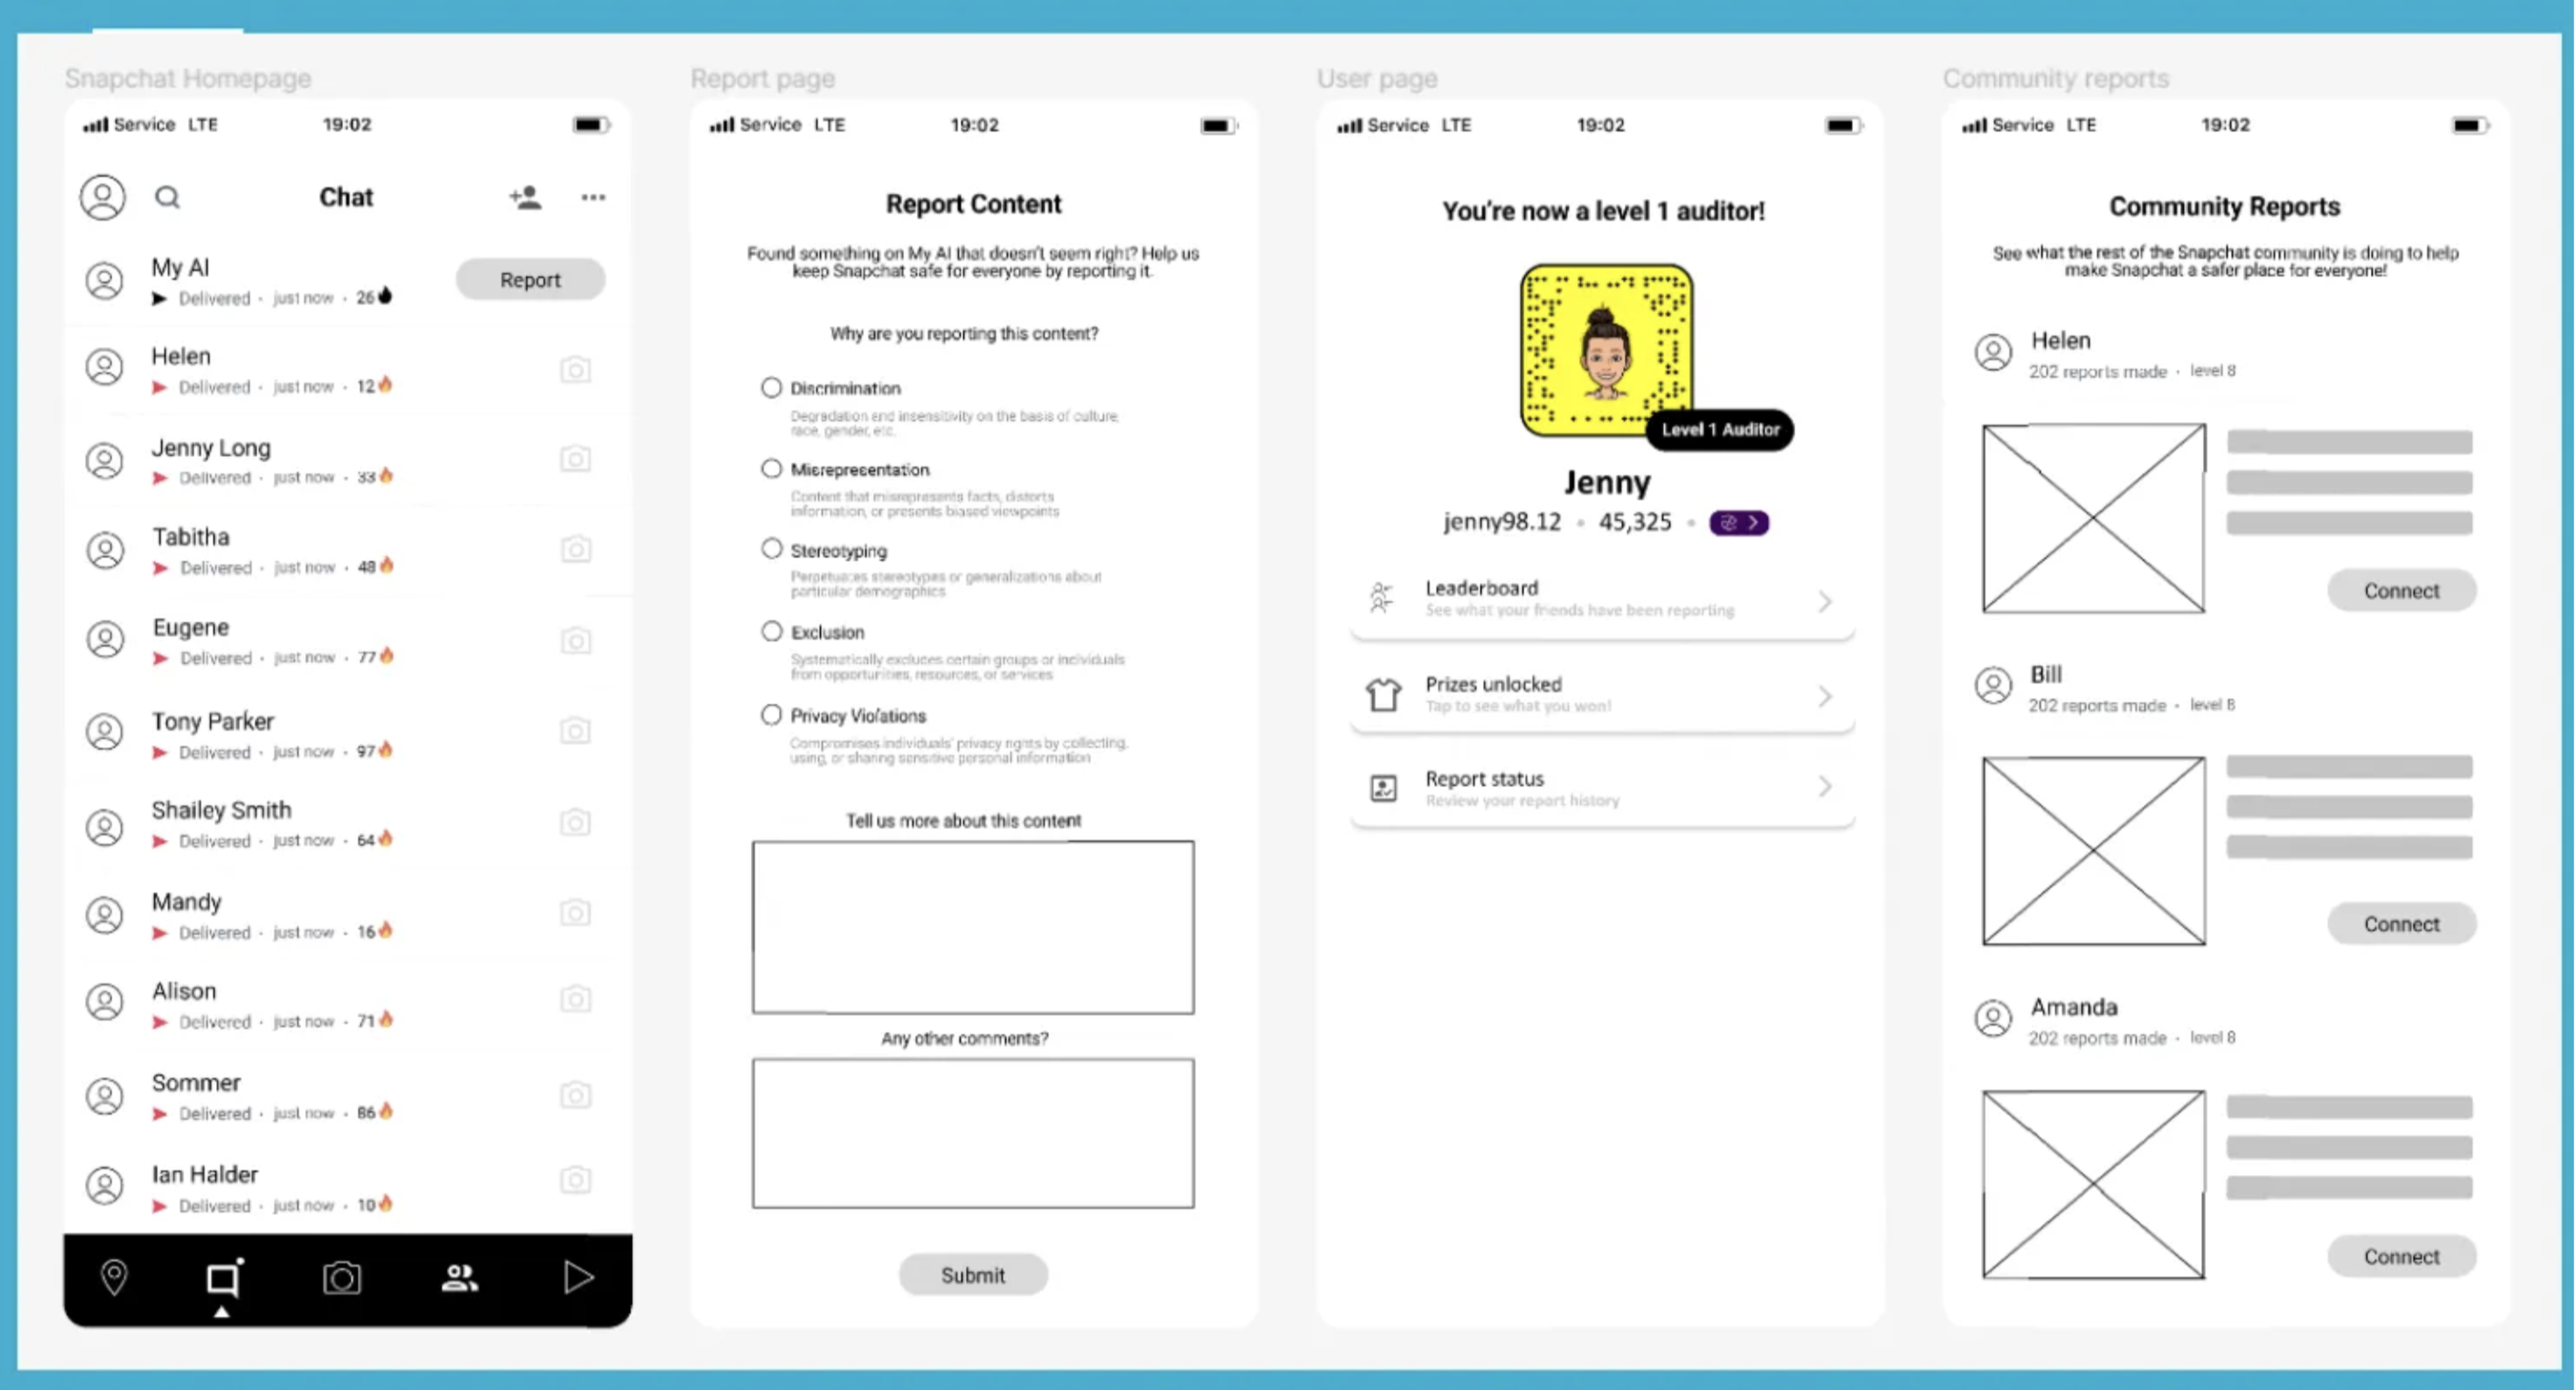 Snapchat Homepage
Service LTE 19:02
Chat
My AI
Delivered · just now · 26
Report
Helen
Delivered · just now · 12🔥
Jenny Long
Delivered · just now · 33🔥
Tabitha
Delivered · just now · 48🔥
Eugene
Delivered · just now · 77🔥
Tony Parker
Delivered · just now · 97🔥
Shailey Smith
Delivered · just now · 64🔥
Mandy
Delivered · just now · 16🔥
Alison
Delivered · just now · 71🔥
Sommer
Delivered · just now · 86🔥
Ian Halder
Delivered · just now · 10🔥
Report page
Service LTE 19:02
Report Content
Found something on My AI that doesn't seem right? Help us
keep Snapchat safe for everyone by reporting it.
Why are you reporting this content?
Discrimination
Degradation and insensitivity on the basis of culture,
race, gender, etc.
Misrepresentation
Content that misrepresents facts, distorts
information, or presents biased viewpoints
Stereotyping
Perpetuates stereotypes or generalizations about
particular demographics
Exclusion
Systematically excludes certain groups or individuals
from opportunities, resources, or services
Privacy Violations
Compromises individuals' privacy rights by collecting,
using, or sharing sensitive personal information
Tell us more about this content
Any other comments?
Submit
User page
Service LTE 19:02
You're now a level 1 auditor!
Level 1 Auditor
Jenny
jenny98.12 • 45,325 •
Leaderboard
See what your friends have been reporting
Prizes unlocked
Tap to see what you won!
Report status
Review your report history
Community reports
Service LTE 19:02
Community Reports
See what the rest of the Snapchat community is doing to help
make Snapchat a safer place for everyone!
Helen
202 reports made · level 8
Connect
Bill
202 reports made · level 8
Connect
Amanda
202 reports made · level 8
Connect